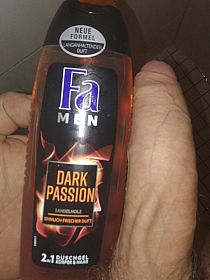 NEUE
FORMEL
LANGANHALTENDER
DUFT
Fa
MEN
DARK
PASSION
SANDELHOLZ
SINNLICH-FRISCHER DUFT
2in1 DUSCHGEL
KÖRPER & HAAR